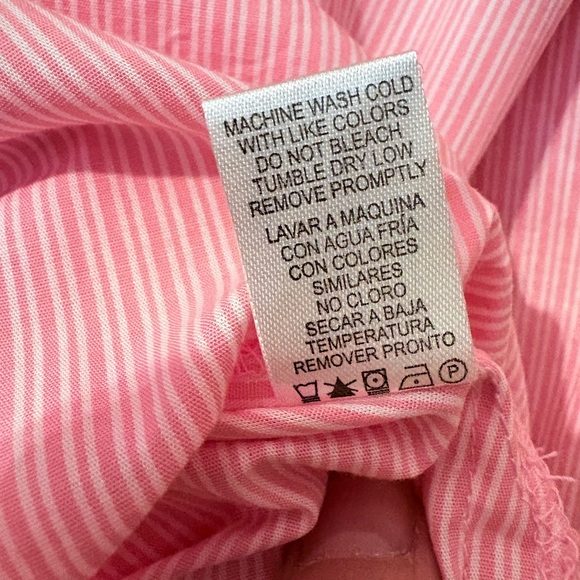 MACHINE WASH COLD
WITH LIKE COLORS
DO NOT BLEACH
TUMBLE DRY LOW
REMOVE PROMPTLY
LAVAR A MAQUINA
CON AGUA FRÍA
CON COLORES
SIMILARES
NO CLORO
SECAR A BAJA
TEMPERATURA
REMOVER PRONTO
P